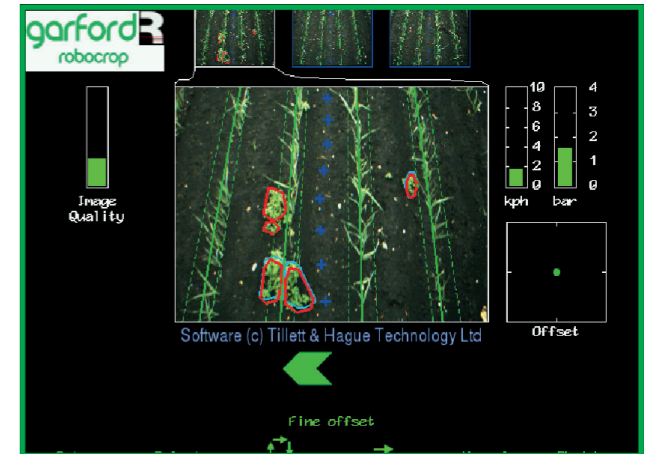 garford
robocrop
Image
Quality
10
8
6
4
2
0
kph
4
3
2
1
0
bar
Offset
Software (c) Tillett & Hague Technology Ltd
Fine offset